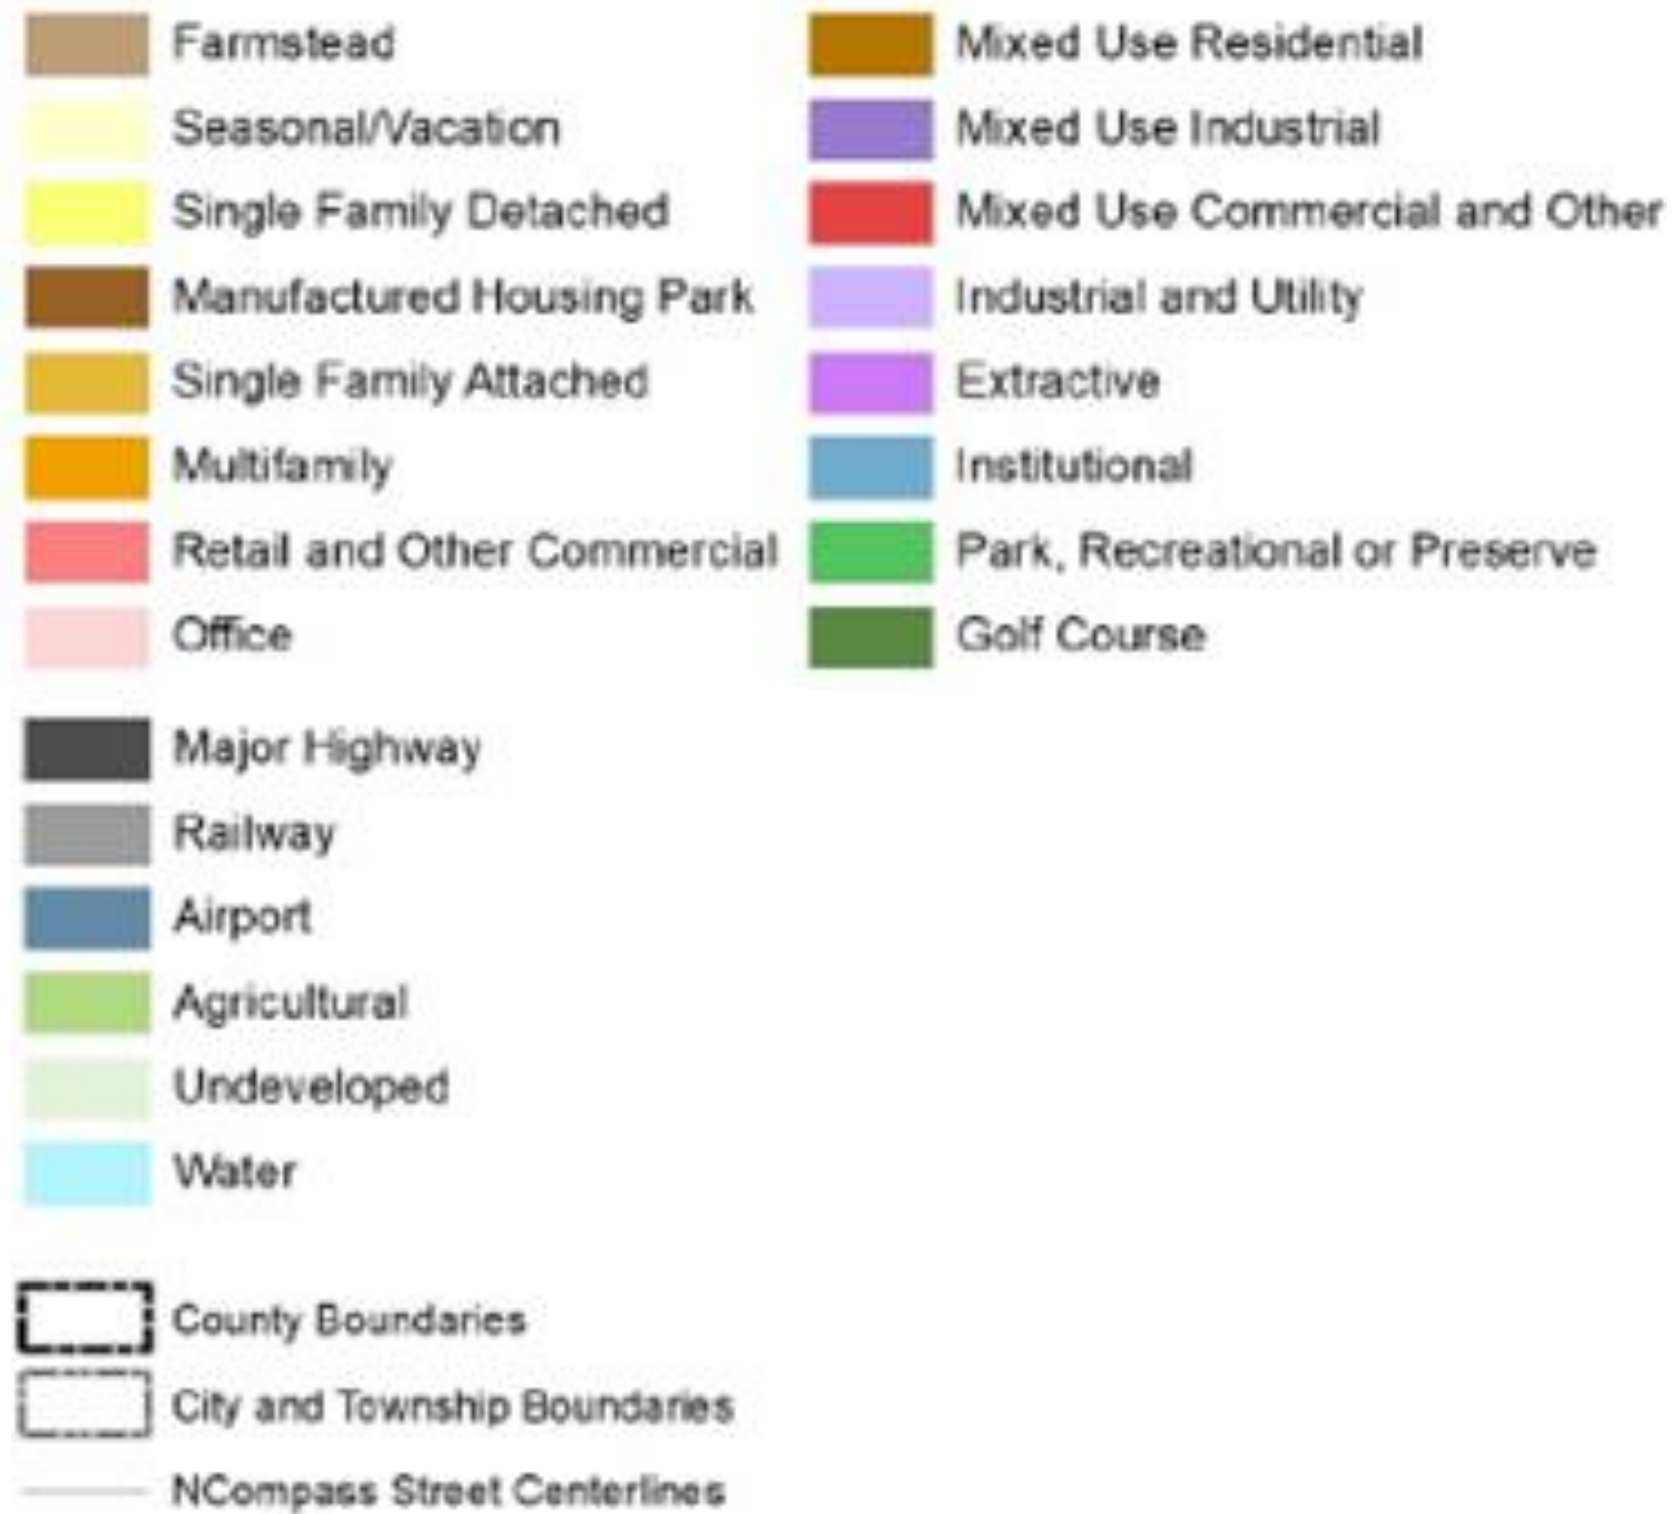 Farmstead
Seasonal/Vacation
Single Family Detached
Manufactured Housing Park
Single Family Attached
Multifamily
Retail and Other Commercial
Office
Mixed Use Residential
Mixed Use Industrial
Mixed Use Commercial and Other
Industrial and Utility
Extractive
Institutional
Park, Recreational or Preserve
Golf Course
Major Highway
Railway
Airport
Agricultural
Undeveloped
Water
County Boundaries
City and Township Boundaries
NCompass Street Centerlines